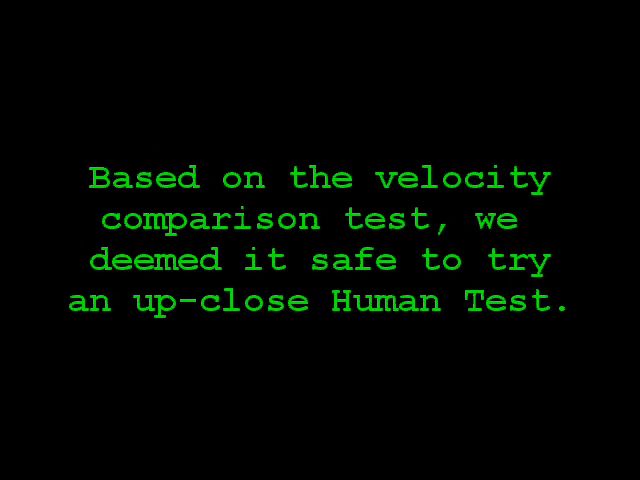 Based on the velocity
comparison test, we
deemed it safe to try
an up-close Human Test.